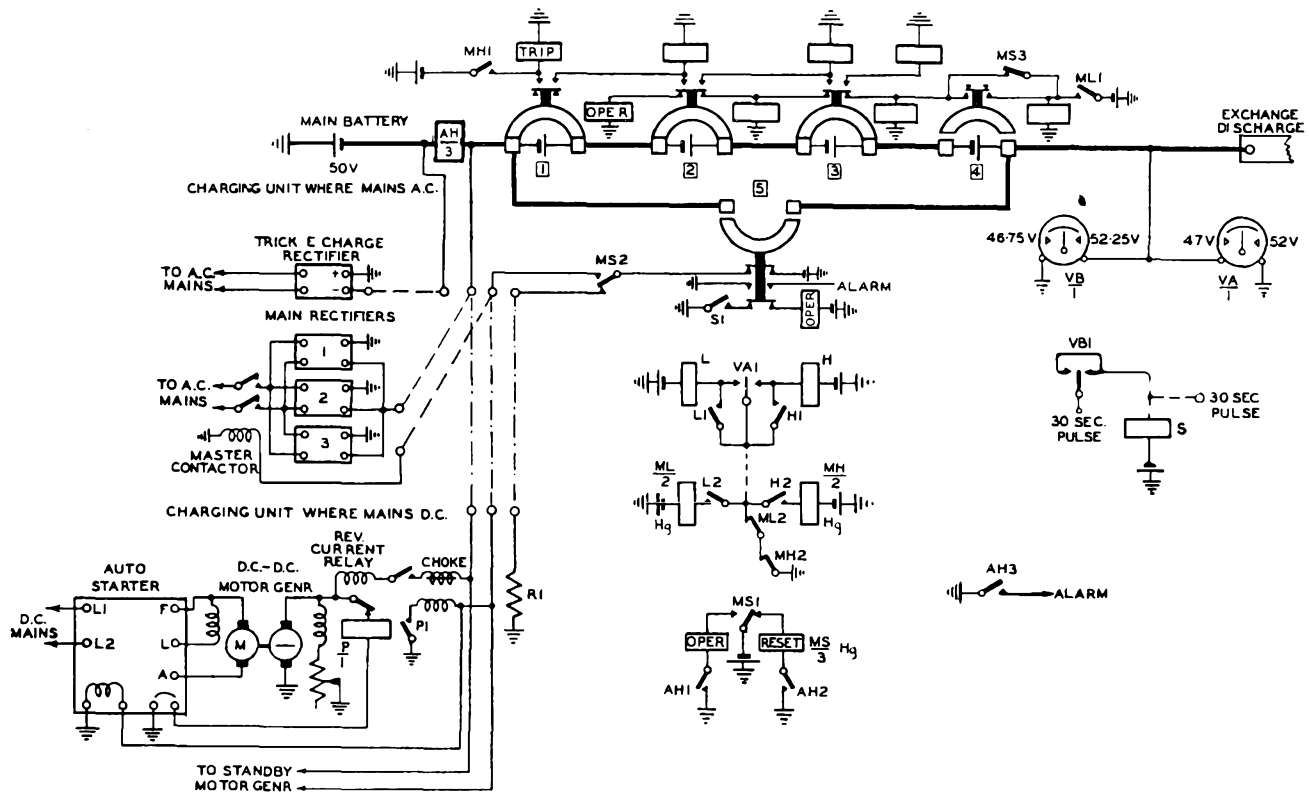 MH1
TRIP
MS3
ML1
OPER
EXCHANGE
DISCHARGE
MAIN BATTERY
AH
3
50V
1
2
3
4
5
CHARGING UNIT WHERE MAINS A.C.
46·75V
52·25V
VB
1
47V
52V
VA
1
TRICK E CHARGE
RECTIFIER
TO A.C.
MAINS
+
−
MS2
ALARM
S1
OPER
MAIN RECTIFIERS
1
2
3
TO A.C.
MAINS
MASTER
CONTACTOR
L
VA1
H
L1
H1
VB1
30 SEC.
PULSE
30 SEC
PULSE
S
ML
2
L2
H2
MH
2
Hg
ML2
Hg
MH2
CHARGING UNIT WHERE MAINS D.C.
AUTO
STARTER
D.C.-D.C.
MOTOR GENR
REV.
CURRENT
RELAY
CHOKE
R1
L1
F
D.C.
MAINS
L2
L
M
A
P
1
P1
MS1
OPER
RESET
MS
3
Hg
AH1
AH2
AH3
ALARM
TO STANDBY
MOTOR GENR